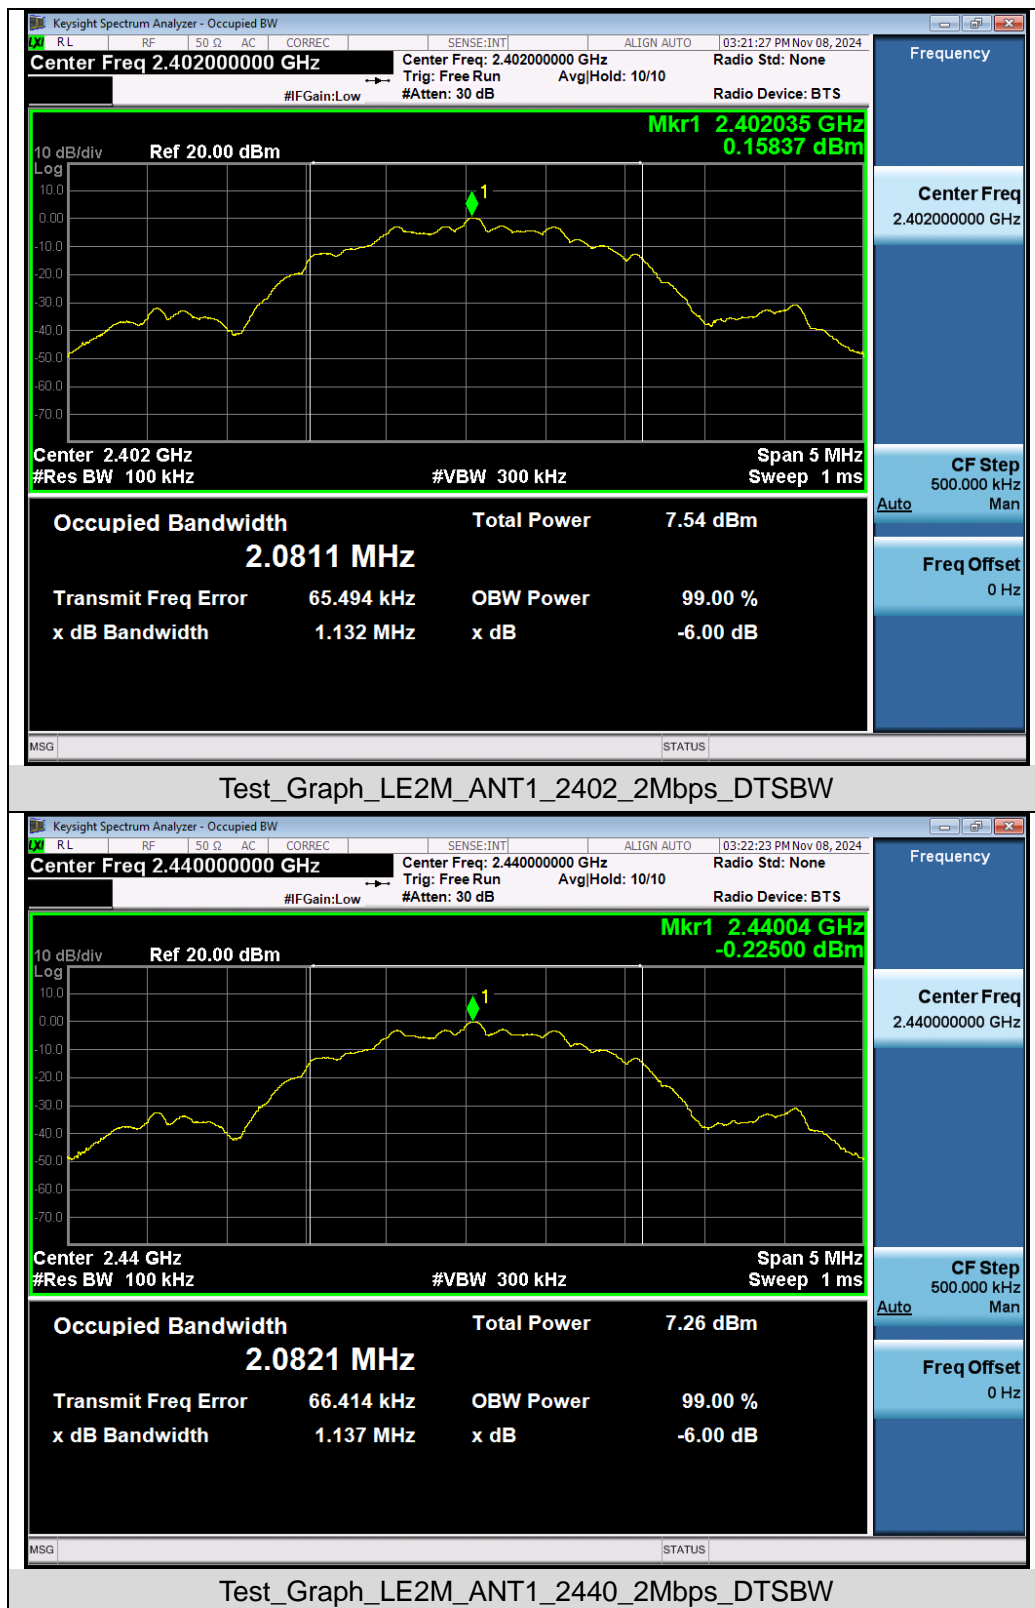 Keysight Spectrum Analyzer - Occupied BW
LXI RL RF 50 Ω AC CORREC SENSE:INT ALIGN AUTO 03:21:27 PM Nov 08, 2024
Center Freq 2.402000000 GHz
Center Freq: 2.402000000 GHz
Radio Std: None
Trig: Free Run Avg|Hold: 10/10
#IFGain:Low
#Atten: 30 dB
Radio Device: BTS
Mkr1 2.402035 GHz
0.15837 dBm
10 dB/div Ref 20.00 dBm
Log
10.0
0.00
-10.0
-20.0
-30.0
-40.0
-50.0
-60.0
-70.0
1
Center 2.402 GHz
Span 5 MHz
#Res BW 100 kHz
#VBW 300 kHz
Sweep 1 ms
Occupied Bandwidth
Total Power 7.54 dBm
2.0811 MHz
Transmit Freq Error 65.494 kHz
OBW Power 99.00 %
x dB Bandwidth 1.132 MHz
x dB -6.00 dB
MSG
STATUS
Frequency
Center Freq
2.402000000 GHz
CF Step
500.000 kHz
Auto Man
Freq Offset
0 Hz
Test_Graph_LE2M_ANT1_2402_2Mbps_DTSBW
Keysight Spectrum Analyzer - Occupied BW
LXI RL RF 50 Ω AC CORREC SENSE:INT ALIGN AUTO 03:22:23 PM Nov 08, 2024
Center Freq 2.440000000 GHz
Center Freq: 2.440000000 GHz
Radio Std: None
Trig: Free Run Avg|Hold: 10/10
#IFGain:Low
#Atten: 30 dB
Radio Device: BTS
Mkr1 2.44004 GHz
-0.22500 dBm
10 dB/div Ref 20.00 dBm
Log
10.0
0.00
-10.0
-20.0
-30.0
-40.0
-50.0
-60.0
-70.0
1
Center 2.44 GHz
Span 5 MHz
#Res BW 100 kHz
#VBW 300 kHz
Sweep 1 ms
Occupied Bandwidth
Total Power 7.26 dBm
2.0821 MHz
Transmit Freq Error 66.414 kHz
OBW Power 99.00 %
x dB Bandwidth 1.137 MHz
x dB -6.00 dB
MSG
STATUS
Frequency
Center Freq
2.440000000 GHz
CF Step
500.000 kHz
Auto Man
Freq Offset
0 Hz
Test_Graph_LE2M_ANT1_2440_2Mbps_DTSBW